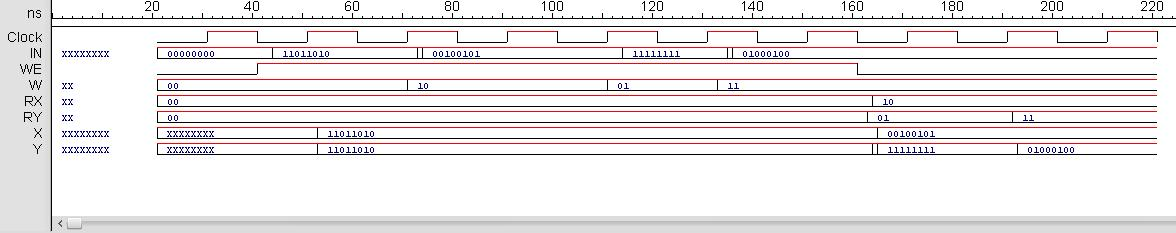 ns 20 40 60 80 100 120 140 160 180 200 220
Clock
IN xxxxxxxx 00000000 11011010 00100101 11111111 01000100
WE
W xx 00 10 01 11
RX xx 00 10
RY xx 00 01 11
X xxxxxxxx xxxxxxxx 11011010 00100101
Y xxxxxxxx xxxxxxxx 11011010 11111111 01000100